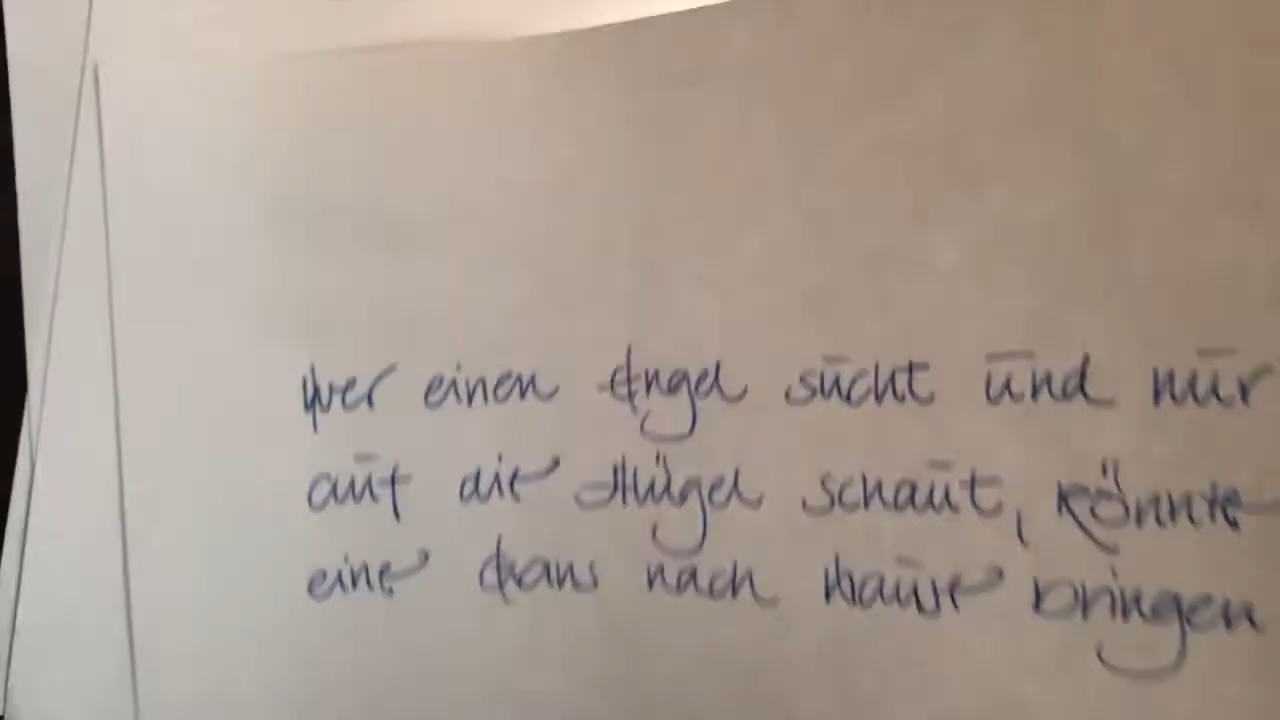 Wer einen Engel sucht und nur
auf die Flügel schaut, könnte
eine Gans nach Hause bringen